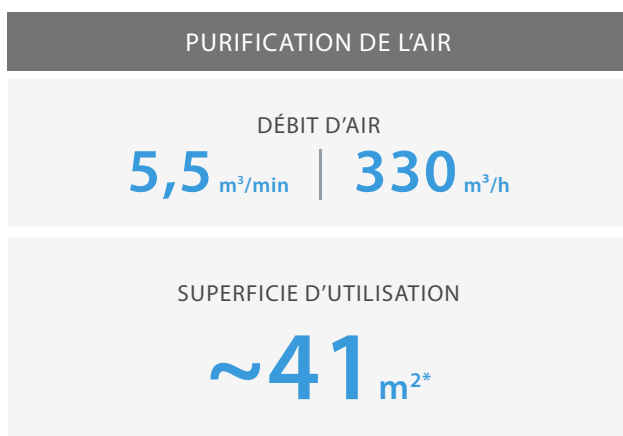 PURIFICATION DE L’AIR
DÉBIT D’AIR
5,5 m³/min | 330 m³/h
SUPERFICIE D’UTILISATION
~41 m²*